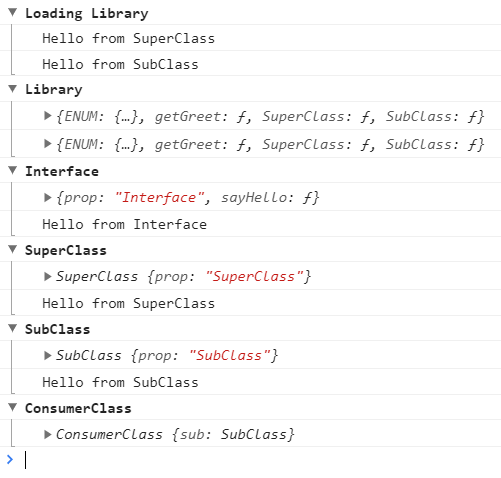 Loading Library
Hello from SuperClass
Hello from SubClass
Library
{ENUM: {…}, getGreet: ƒ, SuperClass: ƒ, SubClass: ƒ}
{ENUM: {…}, getGreet: ƒ, SuperClass: ƒ, SubClass: ƒ}
Interface
{prop: "Interface", sayHello: ƒ}
Hello from Interface
SuperClass
SuperClass {prop: "SuperClass"}
Hello from SuperClass
SubClass
SubClass {prop: "SubClass"}
Hello from SubClass
ConsumerClass
ConsumerClass {sub: SubClass}